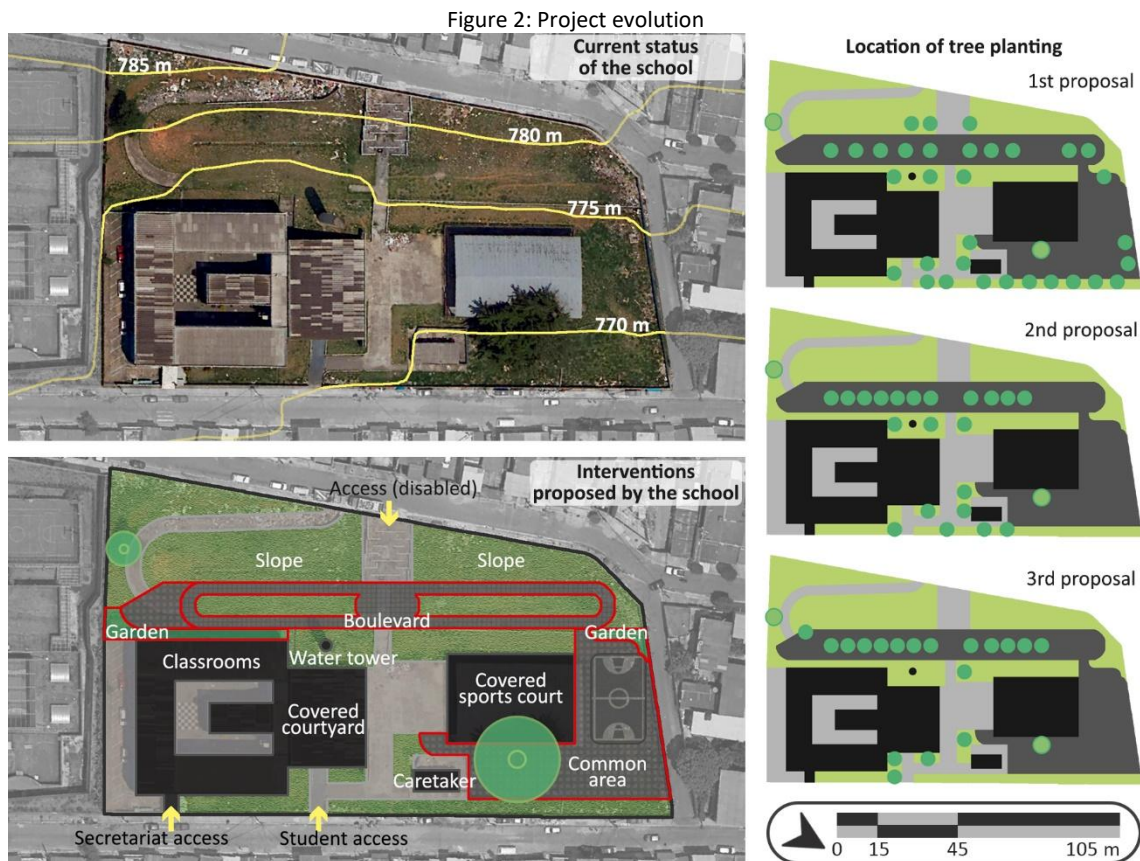 Figure 2: Project evolution
Current status
of the school
785 m
780 m
775 m
770 m
Interventions
proposed by the school
Access (disabled)
Slope
Slope
Boulevard
Garden
Garden
Classrooms
Water tower
Covered
sports court
Covered
courtyard
Common
area
Caretaker
Secretariat access
Student access
Location of tree planting
1st proposal
2nd proposal
3rd proposal
0 15 45 105 m